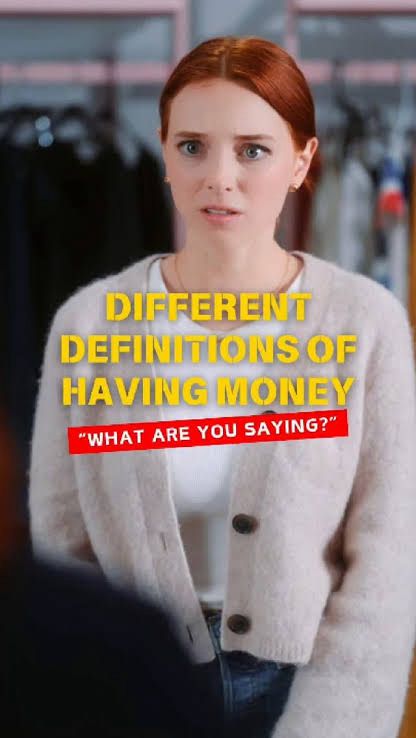 DIFFERENT
DEFINITIONS OF
HAVING MONEY
"WHAT ARE YOU SAYING?"